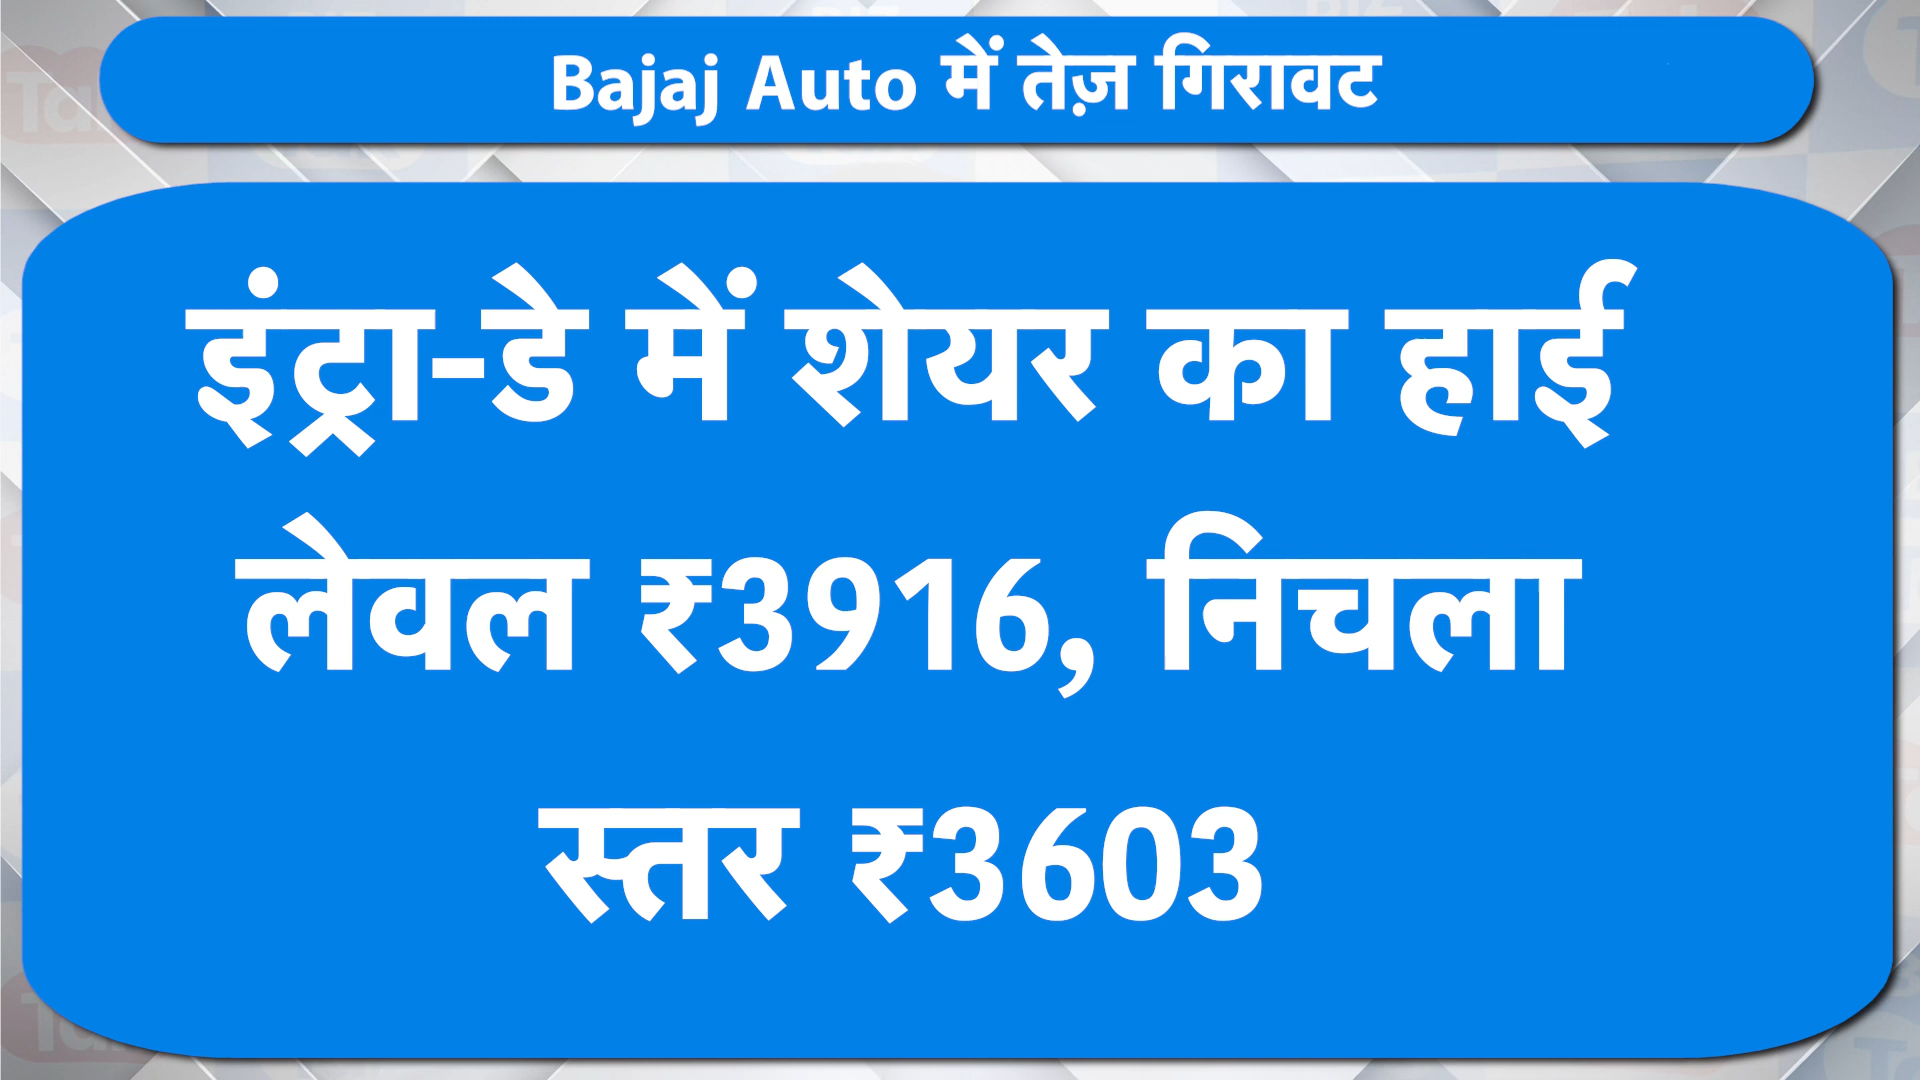 Bajaj Auto में तेज़ गिरावट
इंट्रा-डे में शेयर का हाई
लेवल ₹3916, निचला
स्तर ₹3603